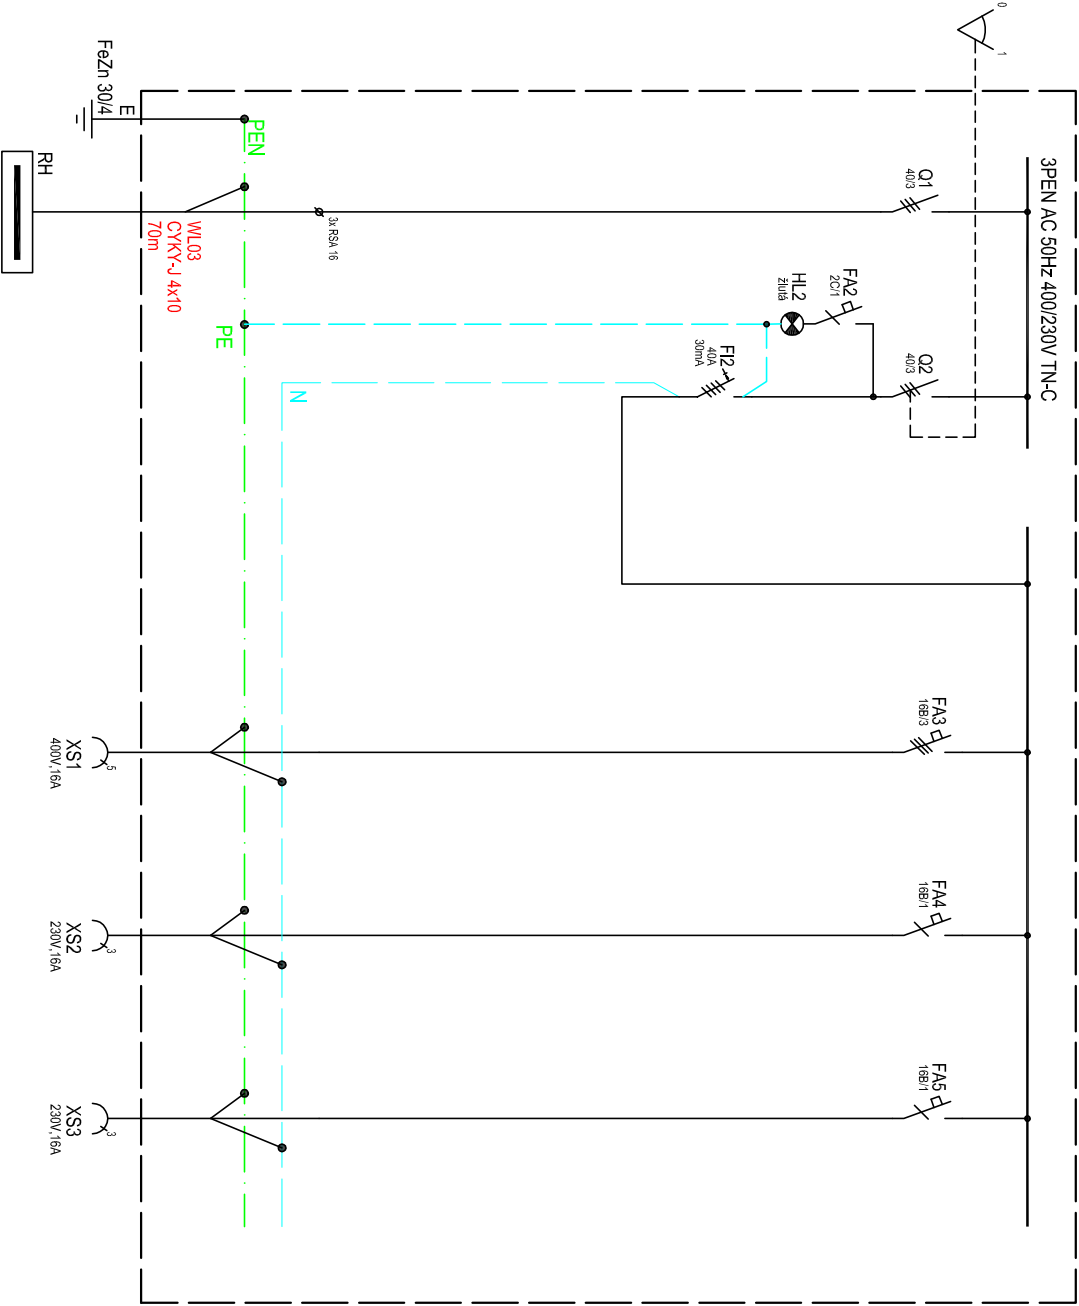 0
1
3PEN AC 50Hz 400/230V TN-C
Q1
40/3
Q2
40/3
FA2
2C/1
HL2
žlutá
FI2
40A
30mA
FA3
16B/3
FA4
16B/1
FA5
16B/1
3x RSA 16
PEN
PE
N
WL03
CYKY-J 4x10
70m
E
FeZn 30/4
RH
5
XS1
400V,16A
3
XS2
230V,16A
3
XS3
230V,16A